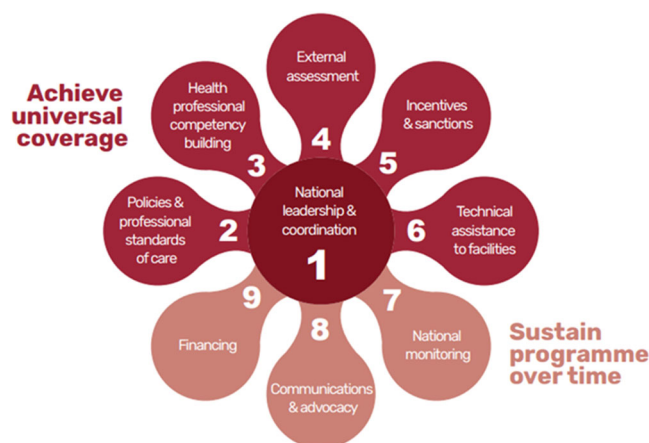 Achieve
universal
coverage
National
leadership &
coordination
1
Policies &
professional
standards
of care
2
Health
professional
competency
building
3
External
assessment
4
Incentives
& sanctions
5
Technical
assistance
to facilities
6
National
monitoring
7
Communications
& advocacy
8
Financing
9
Sustain
programme
over time